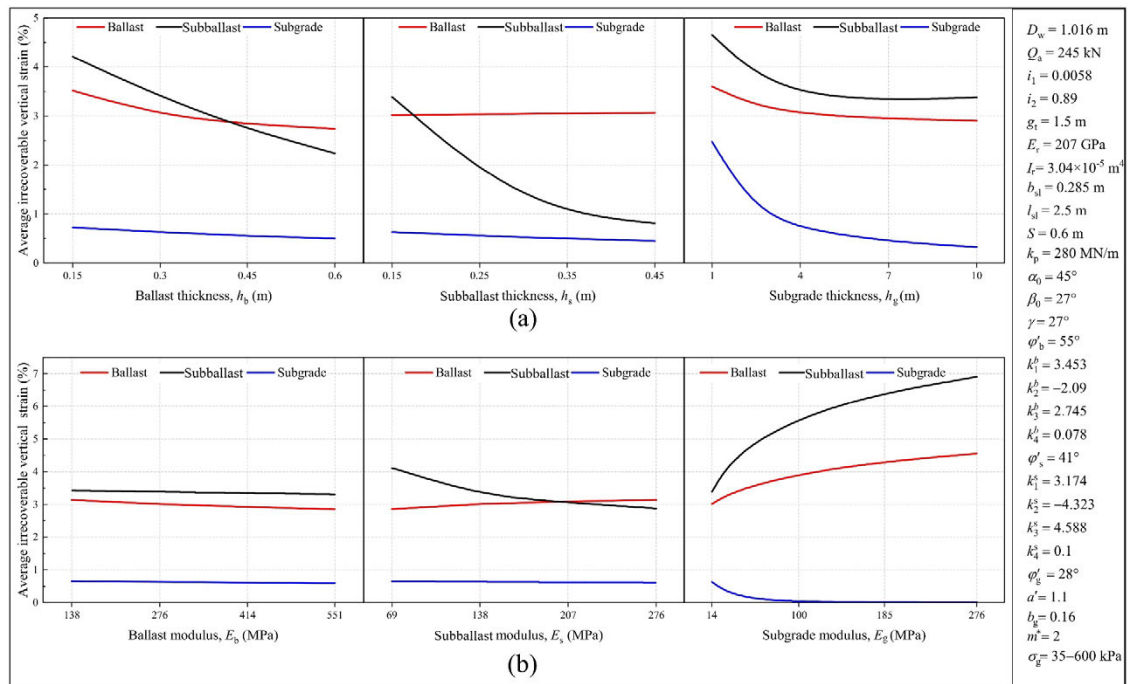 Average irrecoverable vertical strain (%)
5
4
3
2
1
0
Ballast Subballast Subgrade
0.15 0.3 0.45 0.6
Ballast thickness, h_b (m)
Ballast Subballast Subgrade
0.15 0.25 0.35 0.45
Subballast thickness, h_s (m)
Ballast Subballast Subgrade
1 4 7 10
Subgrade thickness, h_g (m)
(a)
Average irrecoverable vertical strain (%)
7
6
5
4
3
2
1
0
Ballast Subballast Subgrade
138 276 414 551
Ballast modulus, E_b (MPa)
Ballast Subballast Subgrade
69 138 207 276
Subballast modulus, E_s (MPa)
Ballast Subballast Subgrade
14 100 185 276
Subgrade modulus, E_g (MPa)
(b)
D_w = 1.016 m
Q_a = 245 kN
i_1 = 0.0058
i_2 = 0.89
g_t = 1.5 m
E_r = 207 GPa
I_r = 3.04×10⁻⁵ m⁴
b_sl = 0.285 m
l_sl = 2.5 m
S = 0.6 m
k_p = 280 MN/m
α_0 = 45°
β_0 = 27°
γ = 27°
φ′_b = 55°
k_1^b = 3.453
k_2^b = −2.09
k_3^b = 2.745
k_4^b = 0.078
φ′_s = 41°
k_1^s = 3.174
k_2^s = −4.323
k_3^s = 4.588
k_4^s = 0.1
φ′_g = 28°
a′ = 1.1
b_g = 0.16
m* = 2
σ_g = 35–600 kPa